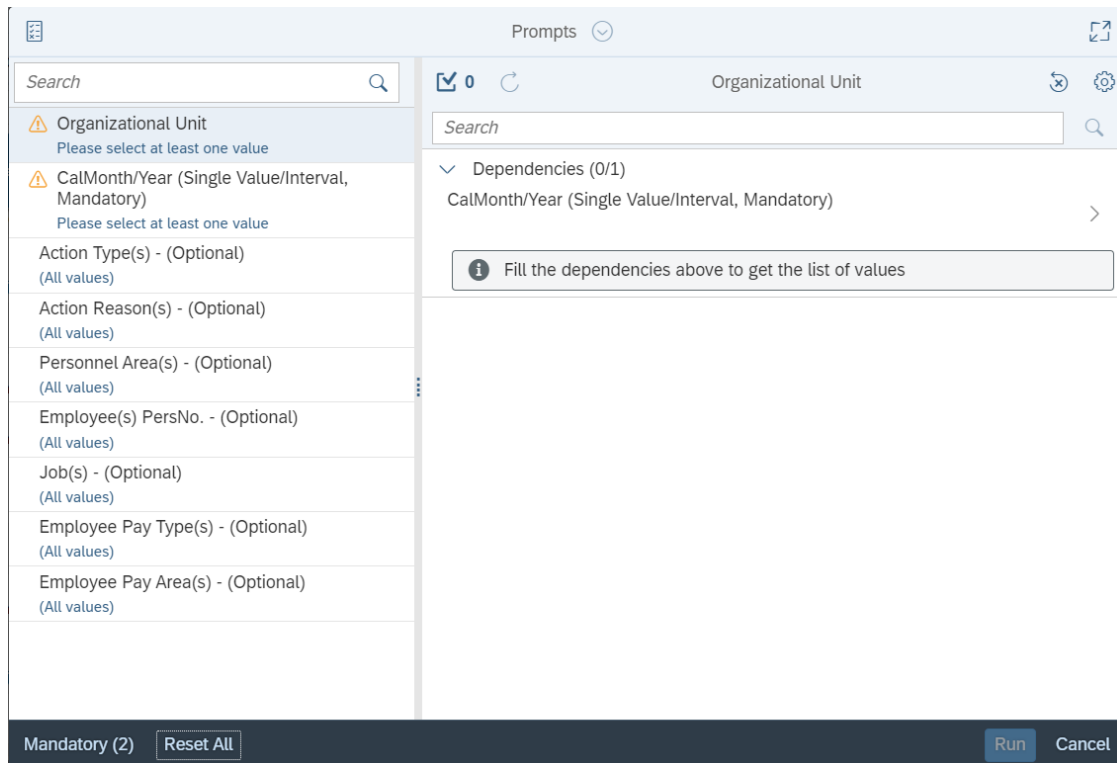 Prompts
Search
Organizational Unit
Please select at least one value
CalMonth/Year (Single Value/Interval,
Mandatory)
Please select at least one value
Action Type(s) - (Optional)
(All values)
Action Reason(s) - (Optional)
(All values)
Personnel Area(s) - (Optional)
(All values)
Employee(s) PersNo. - (Optional)
(All values)
Job(s) - (Optional)
(All values)
Employee Pay Type(s) - (Optional)
(All values)
Employee Pay Area(s) - (Optional)
(All values)
0
Organizational Unit
Search
Dependencies (0/1)
CalMonth/Year (Single Value/Interval, Mandatory)
Fill the dependencies above to get the list of values
Mandatory (2)
Reset All
Run
Cancel